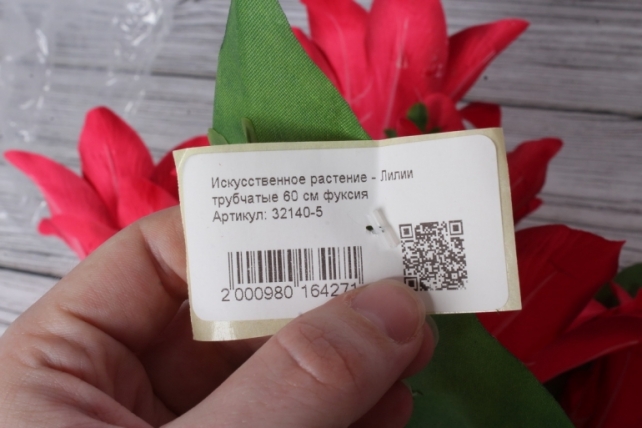 Искусственное растение - Лилии
трубчатые 60 см фуксия
Артикул: 32140-5
2 000980 164271